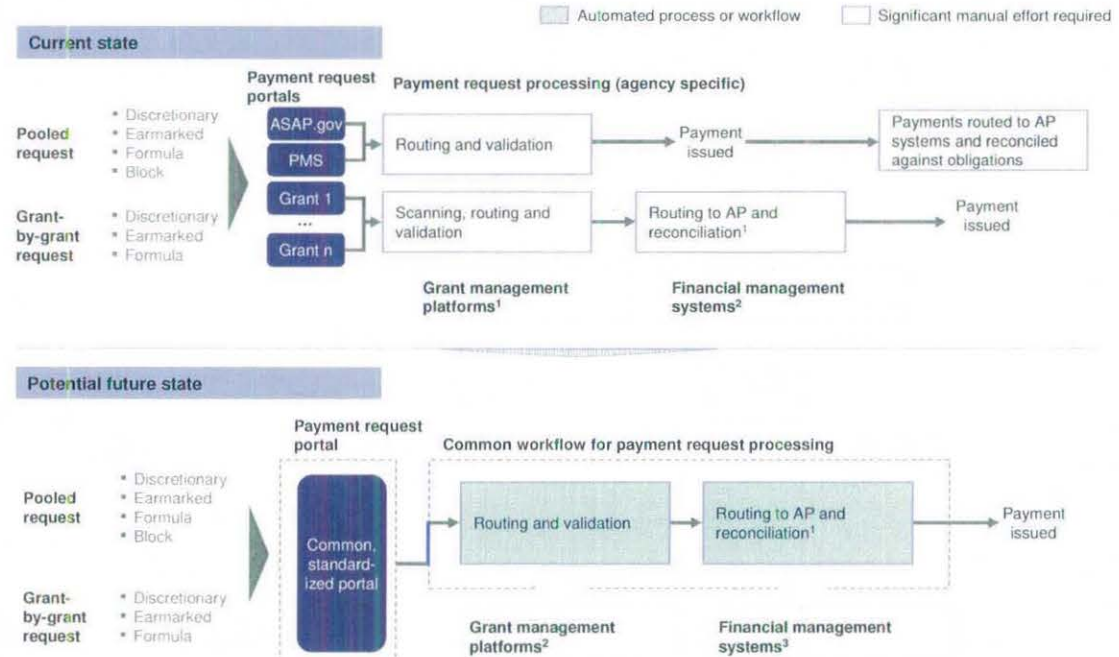 Automated process or workflow
Significant manual effort required
Current state
Payment request
portals
Payment request processing (agency specific)
Pooled
request
▪ Discretionary
▪ Earmarked
▪ Formula
▪ Block
Grant-
by-grant
request
▪ Discretionary
▪ Earmarked
▪ Formula
ASAP.gov
PMS
Grant 1
...
Grant n
Routing and validation
Payment
issued
Payments routed to AP
systems and reconciled
against obligations
Scanning, routing and
validation
Routing to AP and
reconciliation¹
Payment
issued
Grant management
platforms¹
Financial management
systems²
Potential future state
Payment request
portal
Common workflow for payment request processing
Pooled
request
▪ Discretionary
▪ Earmarked
▪ Formula
▪ Block
Grant-
by-grant
request
▪ Discretionary
▪ Earmarked
▪ Formula
Common,
standard-
ized portal
Routing and validation
Routing to AP and
reconciliation¹
Payment
issued
Grant management
platforms²
Financial management
systems³